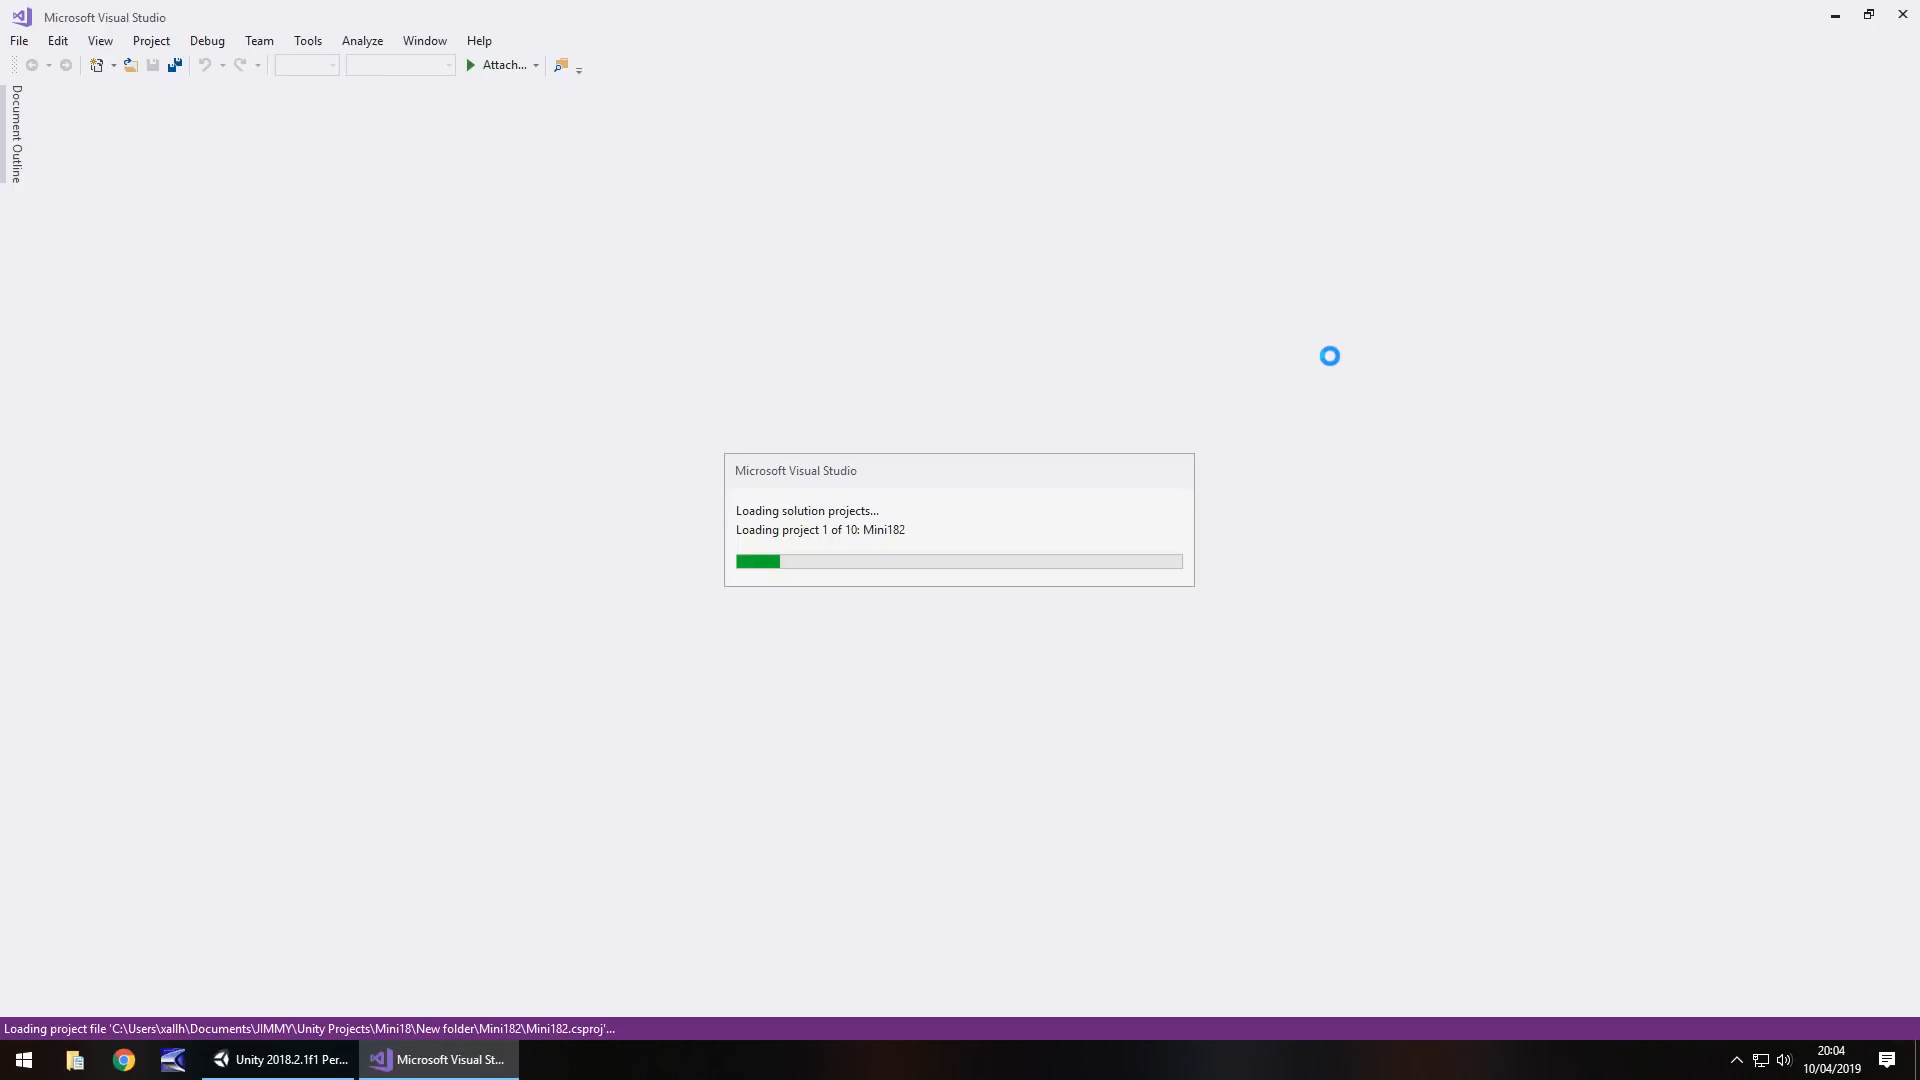 Microsoft Visual Studio
File Edit View Project Debug Team Tools Analyze Window Help
Attach...
Document Outline
Microsoft Visual Studio
Loading solution projects...
Loading project 1 of 10: Mini182
Loading project file 'C:\Users\xallh\Documents\JIMMY\Unity Projects\Mini18\New folder\Mini182\Mini182.csproj'...
Unity 2018.2.1f1 Per... Microsoft Visual St... 20:04
10/04/2019